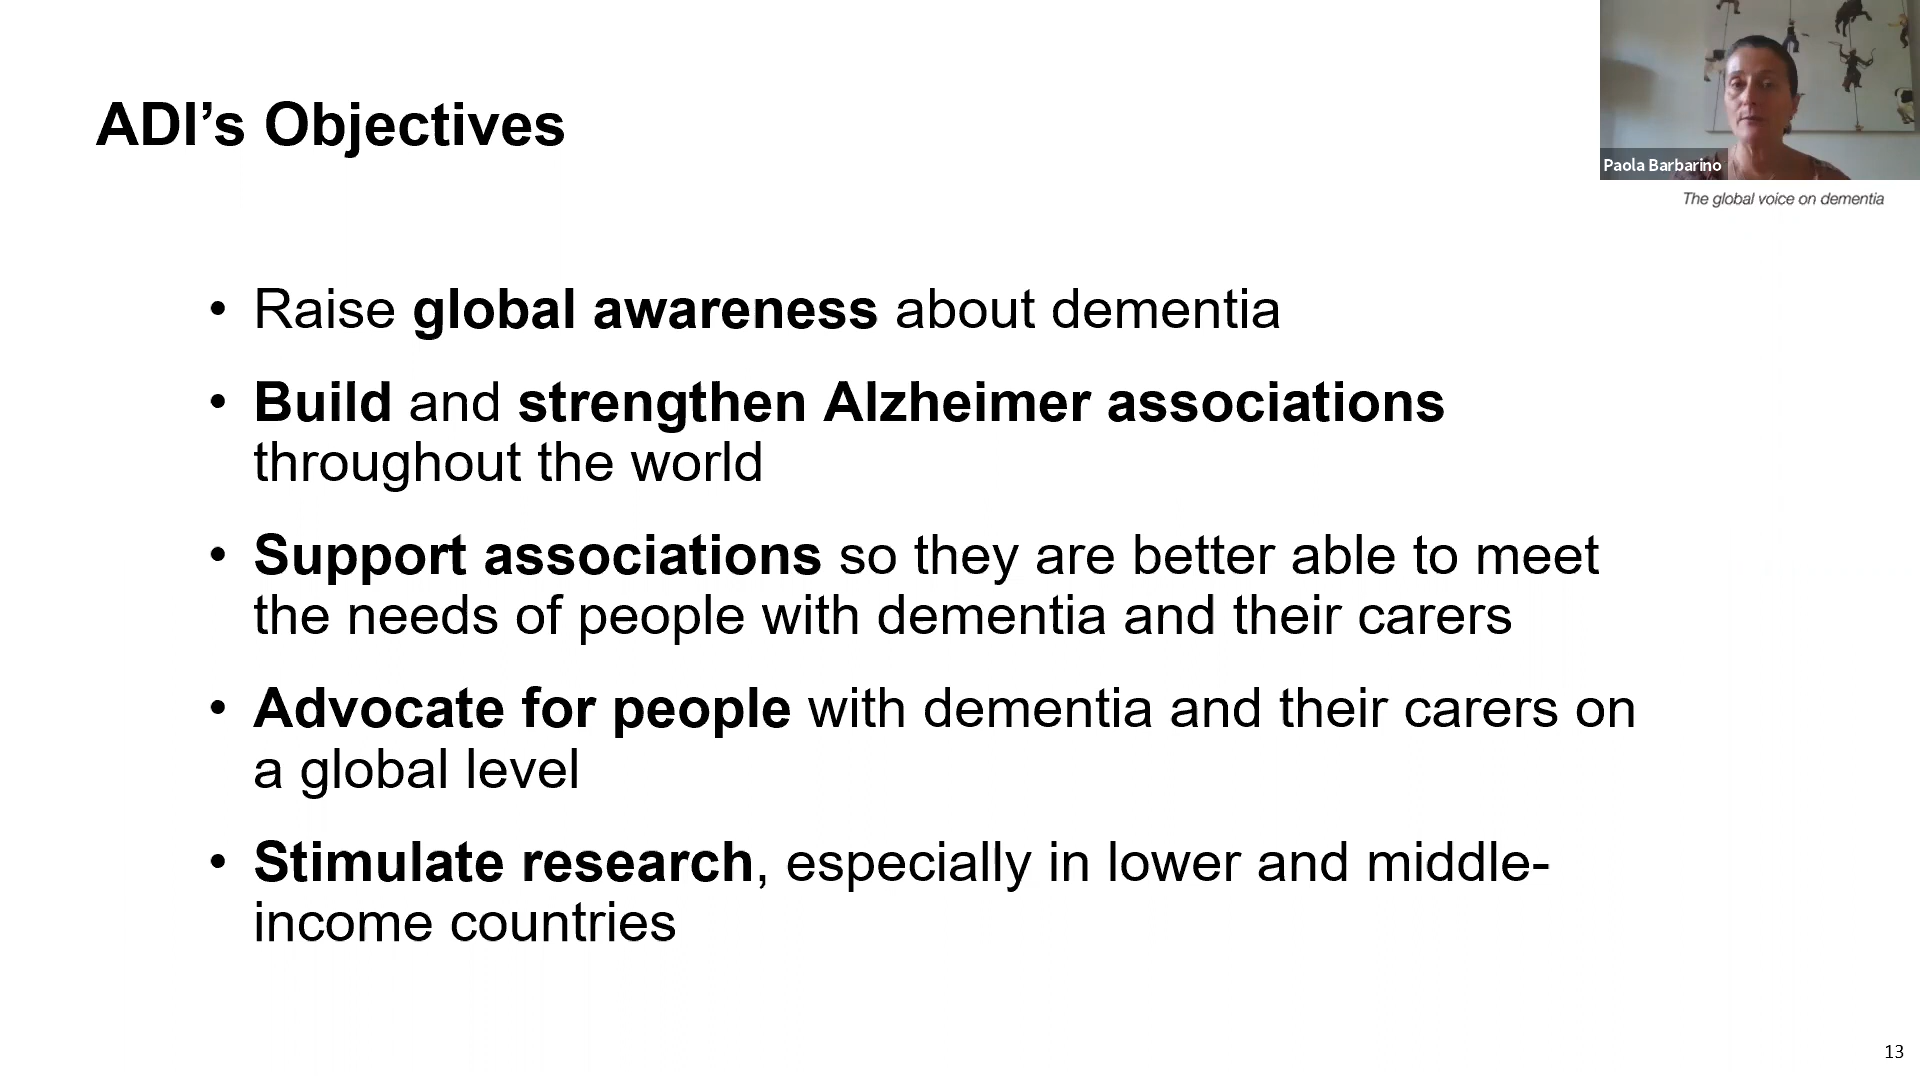 ADI’s Objectives
Paola Barbarino
The global voice on dementia
• Raise global awareness about dementia
• Build and strengthen Alzheimer associations
throughout the world
• Support associations so they are better able to meet
the needs of people with dementia and their carers
• Advocate for people with dementia and their carers on
a global level
• Stimulate research, especially in lower and middle-
income countries
13